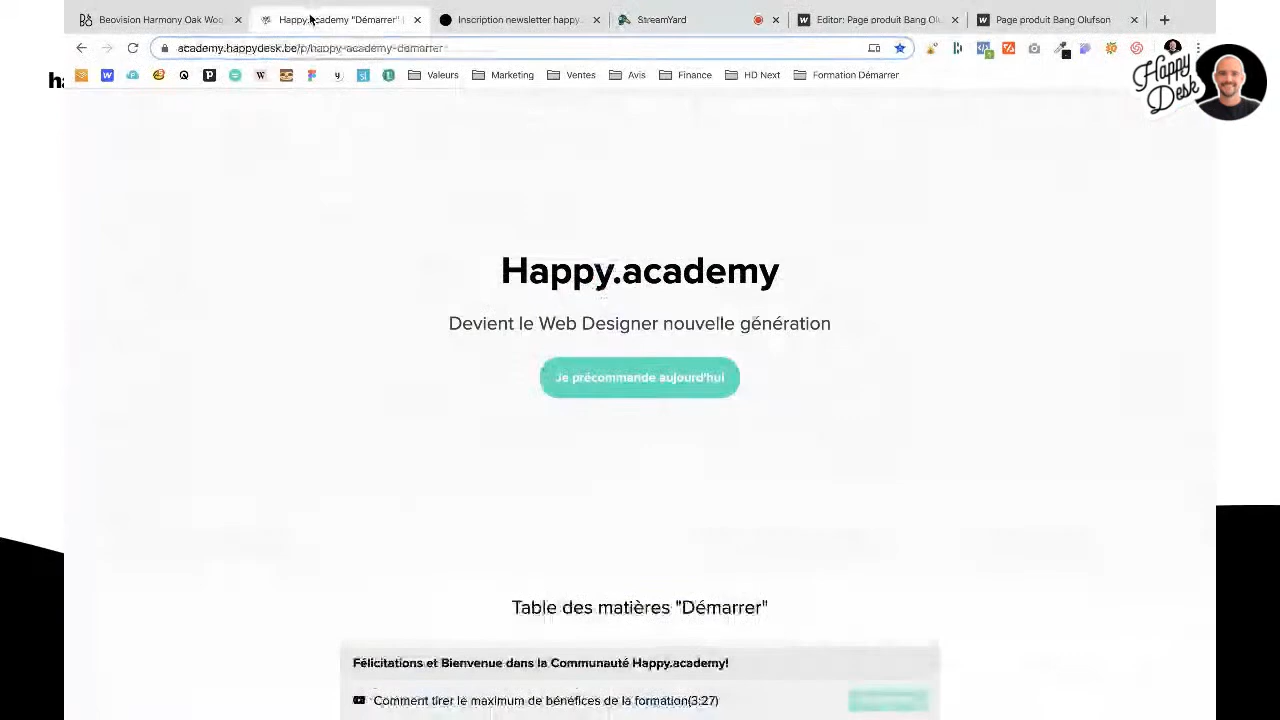 Beovision Harmony Oak Woo
Happy.academy "Démarrer"
Inscription newsletter happy.
StreamYard
Editor: Page produit Bang Olu
Page produit Bang Olufson
academy.happydesk.be/p/happy-academy-demarrer
Valeurs
Marketing
Ventes
Avis
Finance
HD Next
Formation Démarrer
Happy
Desk
Happy.academy
Devient le Web Designer nouvelle génération
Je précommande aujourd'hui
Table des matières "Démarrer"
Félicitations et Bienvenue dans la Communauté Happy.academy!
Comment tirer le maximum de bénéfices de la formation(3:27)